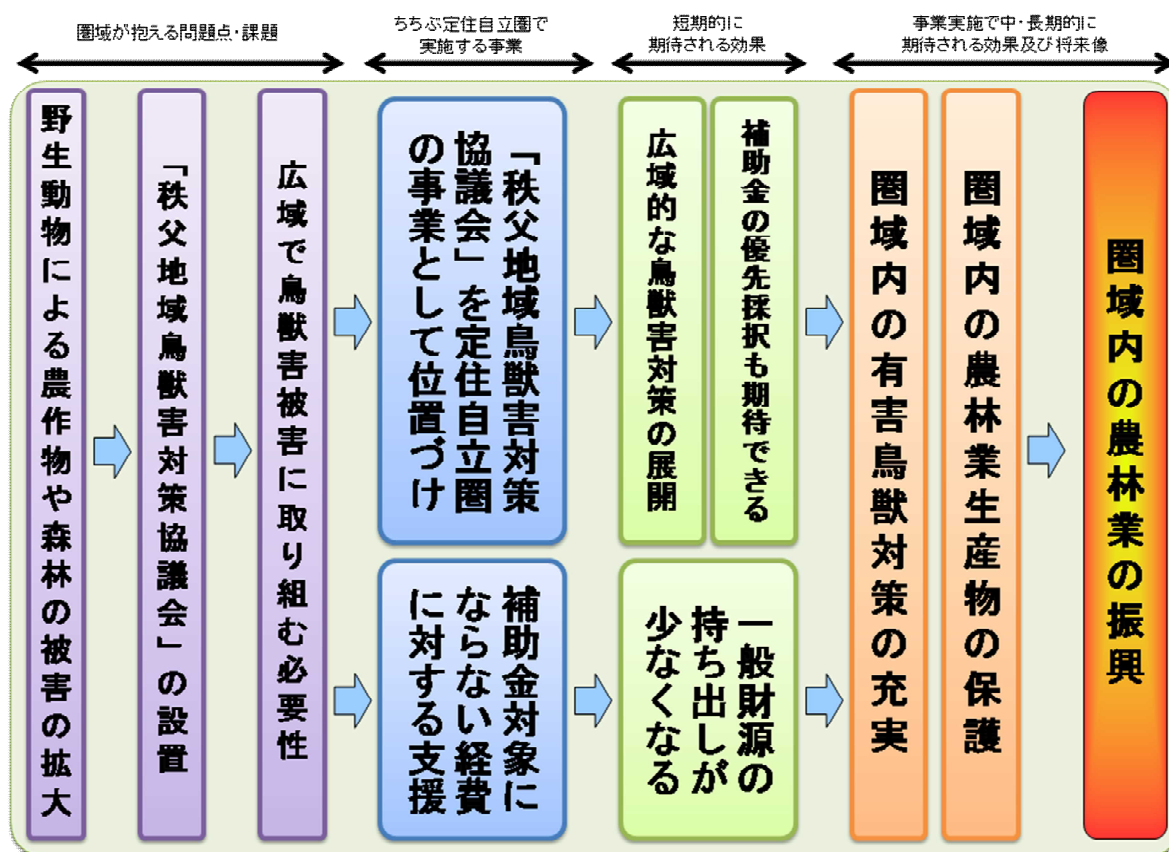 圏域が抱える問題点・課題
ちちぶ定住自立圏で
実施する事業
短期的に
期待される効果
事業実施で中・長期的に
期待される効果及び将来像
野生動物による農作物や森林の被害の拡大
「秩父地域鳥獣害対策協議会」の設置
広域で鳥獣害被害に取り組む必要性
「秩父地域鳥獣害対策
協議会」を定住自立圏
の事業として位置づけ
補助金対象に
ならない経費
に対する支援
補助金の優先採択も期待できる
広域的な鳥獣害対策の展開
一般財源の
持ち出しが
少なくなる
圏域内の有害鳥獣対策の充実
圏域内の農林業生産物の保護
圏域内の農林業の振興